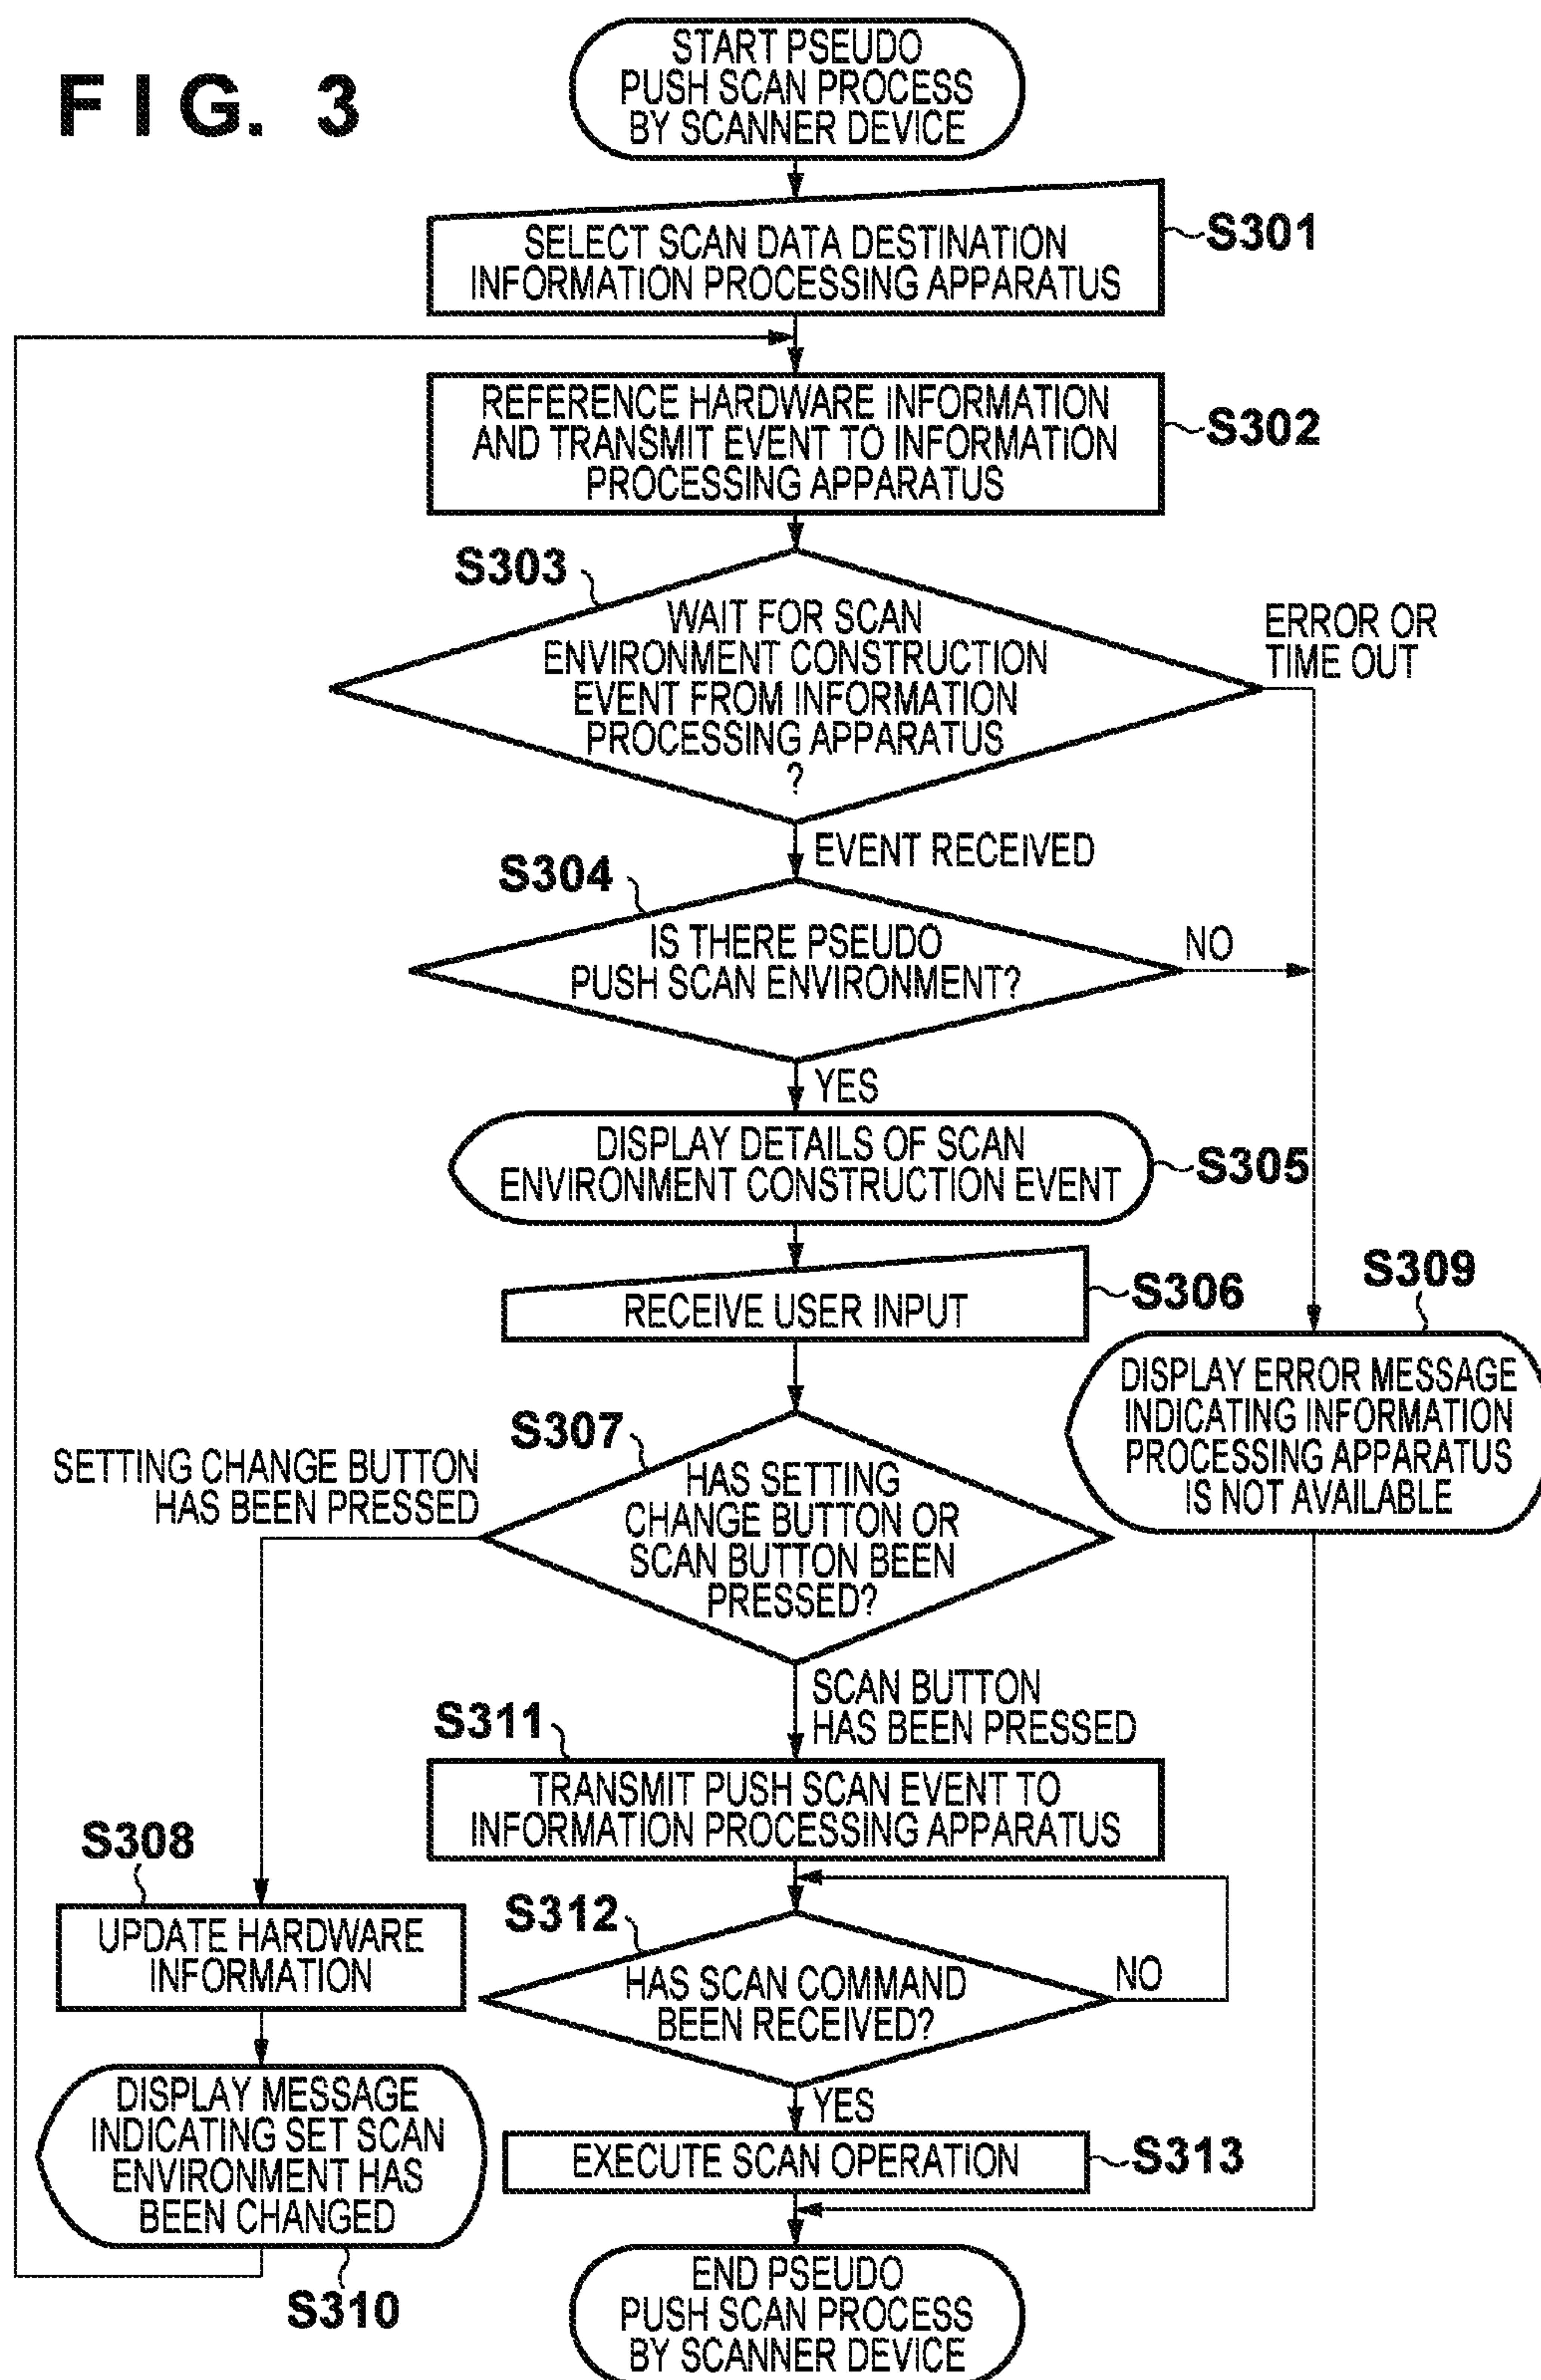 FIG. 3
START PSEUDO
PUSH SCAN PROCESS
BY SCANNER DEVICE
SELECT SCAN DATA DESTINATION
INFORMATION PROCESSING APPARATUS
S301
REFERENCE HARDWARE INFORMATION
AND TRANSMIT EVENT TO INFORMATION
PROCESSING APPARATUS
S302
S303
WAIT FOR SCAN
ENVIRONMENT CONSTRUCTION
EVENT FROM INFORMATION
PROCESSING APPARATUS
?
ERROR OR
TIME OUT
EVENT RECEIVED
S304
IS THERE PSEUDO
PUSH SCAN ENVIRONMENT?
NO
YES
DISPLAY DETAILS OF SCAN
ENVIRONMENT CONSTRUCTION EVENT
S305
RECEIVE USER INPUT
S306
S309
DISPLAY ERROR MESSAGE
INDICATING INFORMATION
PROCESSING APPARATUS
IS NOT AVAILABLE
S307
HAS SETTING
CHANGE BUTTON OR
SCAN BUTTON BEEN
PRESSED?
SETTING CHANGE BUTTON
HAS BEEN PRESSED
SCAN BUTTON
HAS BEEN PRESSED
S311
TRANSMIT PUSH SCAN EVENT TO
INFORMATION PROCESSING APPARATUS
S308
UPDATE HARDWARE
INFORMATION
S312
HAS SCAN COMMAND
BEEN RECEIVED?
NO
YES
DISPLAY MESSAGE
INDICATING SET SCAN
ENVIRONMENT HAS
BEEN CHANGED
S310
EXECUTE SCAN OPERATION
S313
END PSEUDO
PUSH SCAN PROCESS
BY SCANNER DEVICE